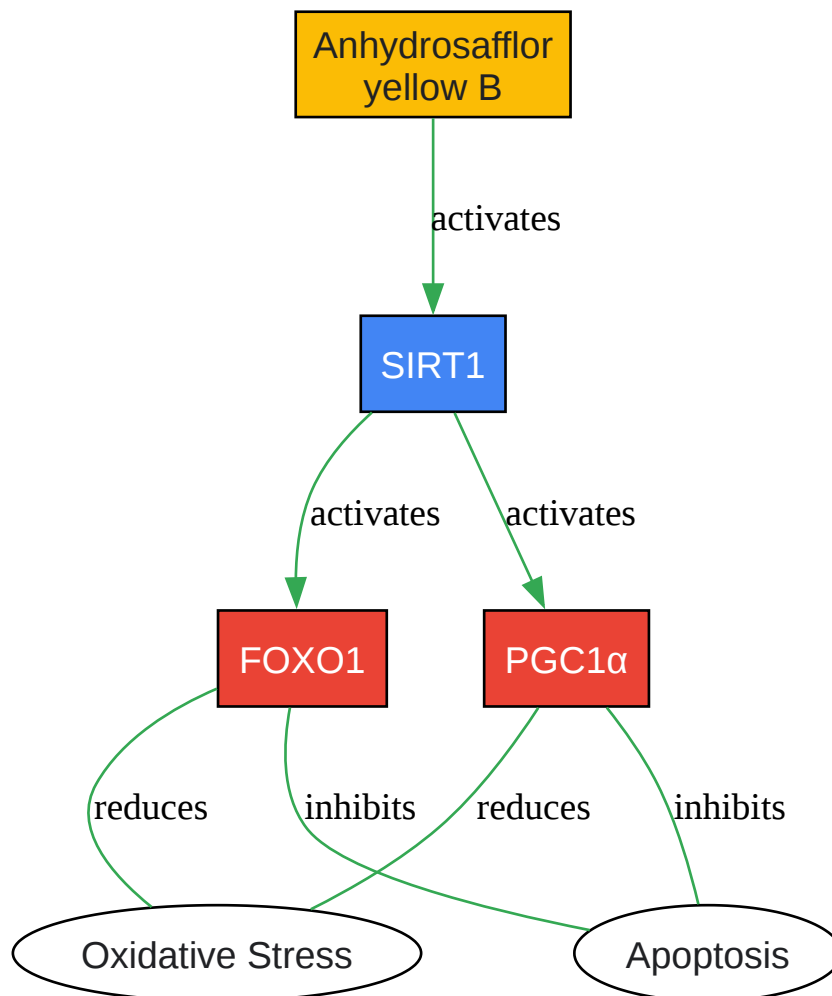 Anhydrosafflor
yellow B
activates
SIRT1
activates
activates
FOXO1
PGC1α
reduces
inhibits
reduces
inhibits
Oxidative Stress
Apoptosis